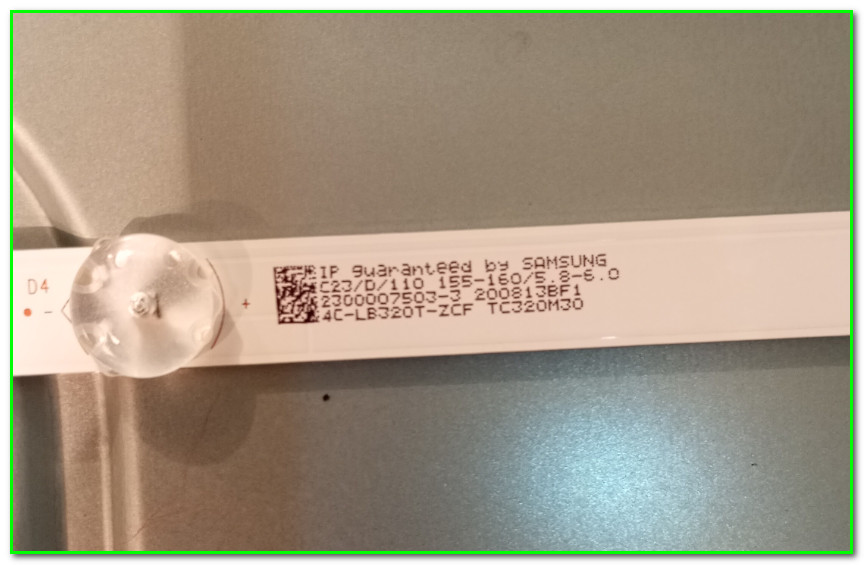 D4
- +
IP guaranteed by SAMSUNG
C23/D/110 155-160/5.8-6.0
2300007503-3 200813BF1
4C-LB320T-ZCF TC320M30